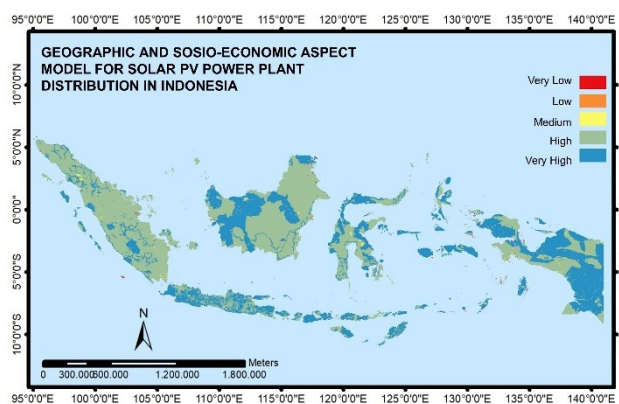 95°0'0"E 100°0'0"E 105°0'0"E 110°0'0"E 115°0'0"E 120°0'0"E 125°0'0"E 130°0'0"E 135°0'0"E 140°0'0"E
GEOGRAPHIC AND SOSIO-ECONOMIC ASPECT
MODEL FOR SOLAR PV POWER PLANT
DISTRIBUTION IN INDONESIA
Very Low
Low
Medium
High
Very High
10°0'0"N
5°0'0"N
0°0'0"
5°0'0"S
10°0'0"S
N
Meters
0 300.000600.000 1.200.000 1.800.000
95°0'0"E 100°0'0"E 105°0'0"E 110°0'0"E 115°0'0"E 120°0'0"E 125°0'0"E 130°0'0"E 135°0'0"E 140°0'0"E